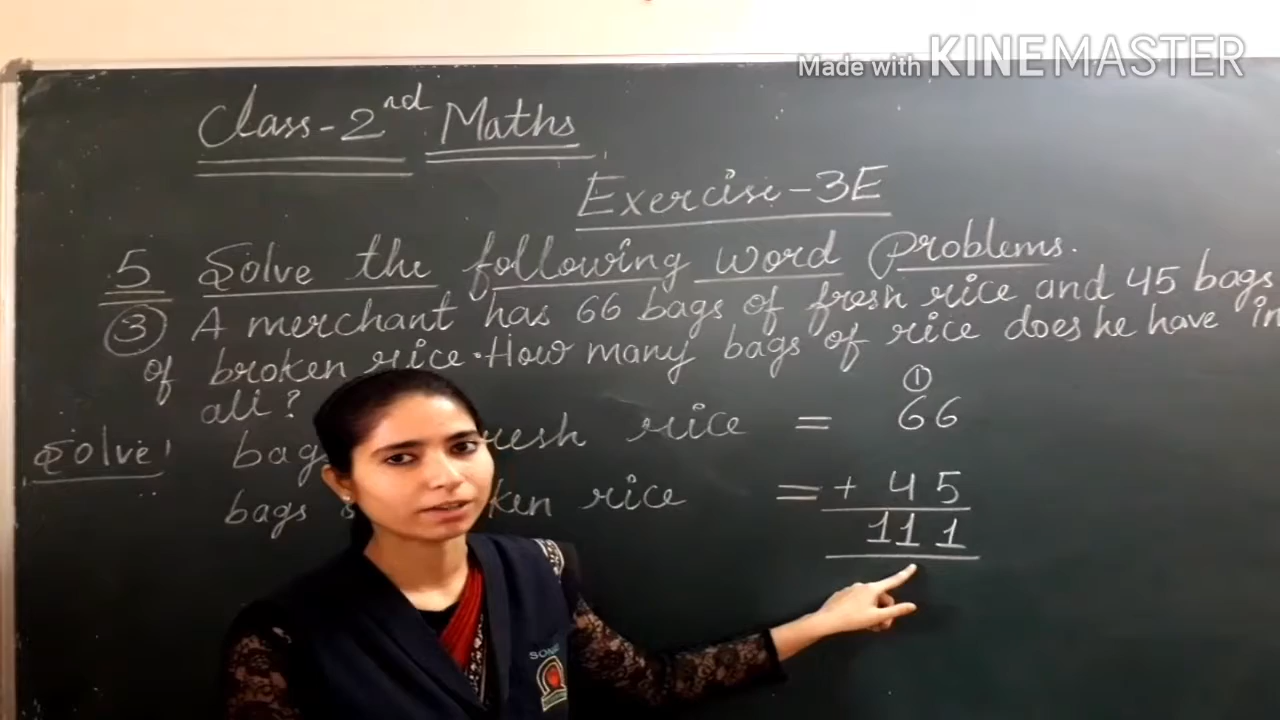 Made with KINEMASTER
Class-2nd Maths
Exercise-3E
5 Solve the following word problems.
③ A merchant has 66 bags of fresh rice and 45 bags
of broken rice. How many bags of rice does he have in
all?
①
Solve! bags resh rice = 66
bags ken rice = + 45
111